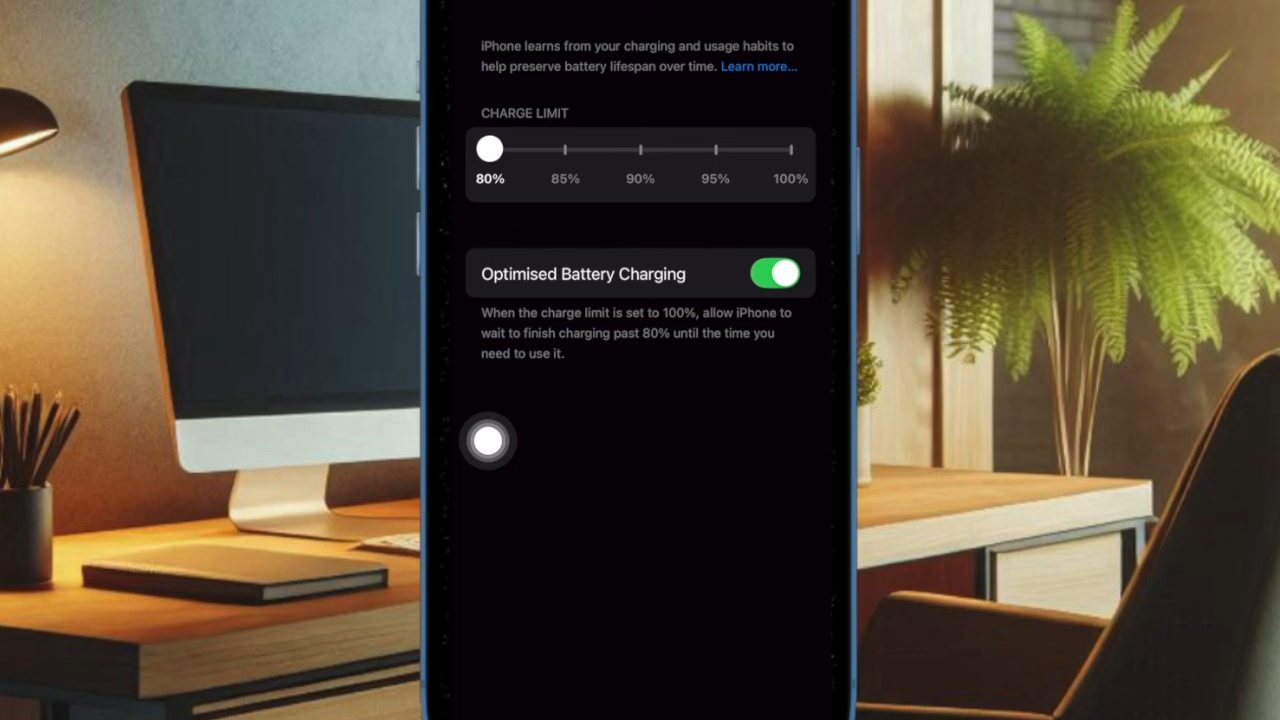 iPhone learns from your charging and usage habits to
help preserve battery lifespan over time. Learn more...
CHARGE LIMIT
80% 85% 90% 95% 100%
Optimised Battery Charging
When the charge limit is set to 100%, allow iPhone to
wait to finish charging past 80% until the time you
need to use it.